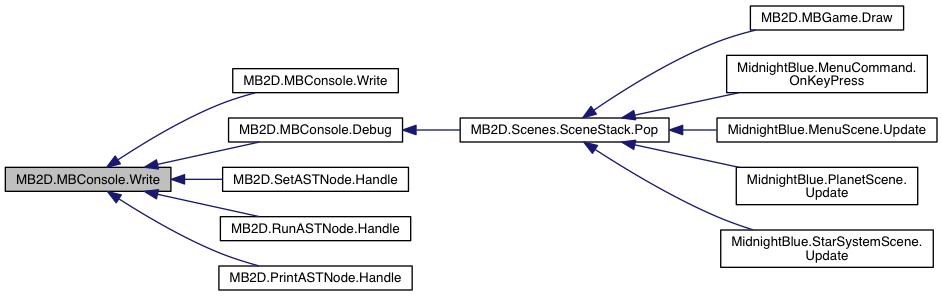 MB2D.MBConsole.Write
MB2D.MBConsole.Write
MB2D.MBConsole.Debug
MB2D.SetASTNode.Handle
MB2D.RunASTNode.Handle
MB2D.PrintASTNode.Handle
MB2D.Scenes.SceneStack.Pop
MB2D.MBGame.Draw
MidnightBlue.MenuCommand.
OnKeyPress
MidnightBlue.MenuScene.Update
MidnightBlue.PlanetScene.
Update
MidnightBlue.StarSystemScene.
Update